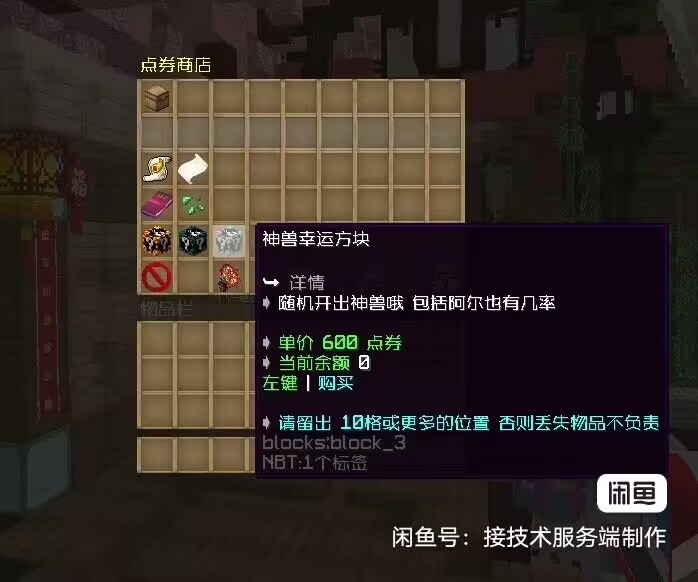 点券商店
神兽幸运方块
详情
随机开出神兽哦 包括阿尔也有几率
单价 600 点券
当前余额 0
左键 | 购买
物品栏
请留出 10格或更多的位置 否则丢失物品不负责
blocks:block_3
NBT:1个标签
闲鱼
闲鱼号：接技术服务端制作